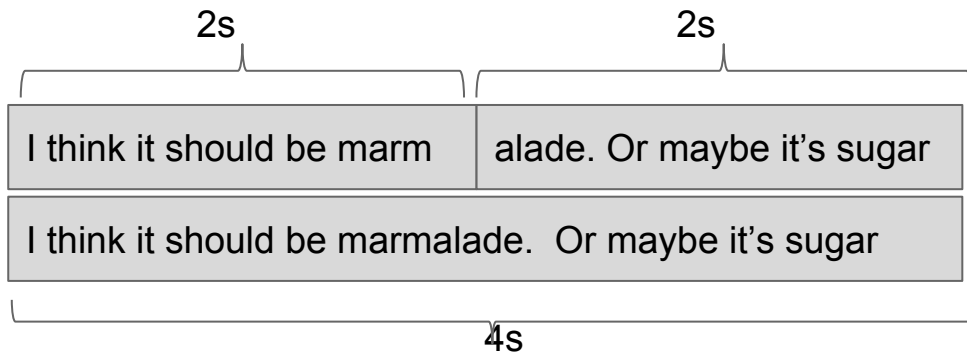 2s 2s
I think it should be marm alade. Or maybe it's sugar
I think it should be marmalade. Or maybe it's sugar
4s